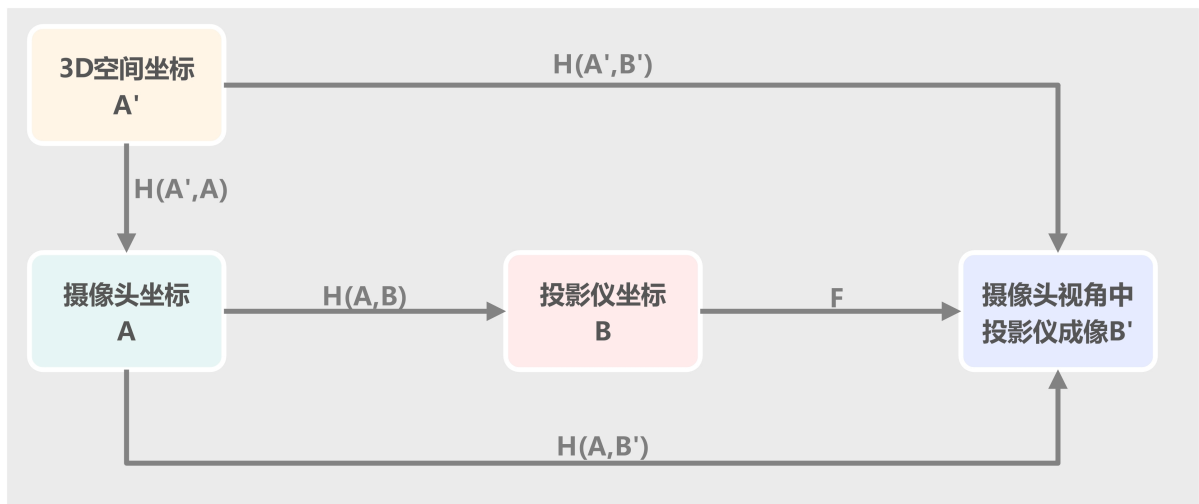 3D空间坐标
A'
H(A',B')
H(A',A)
摄像头坐标
A
H(A,B)
投影仪坐标
B
F
摄像头视角中
投影仪成像B'
H(A,B')